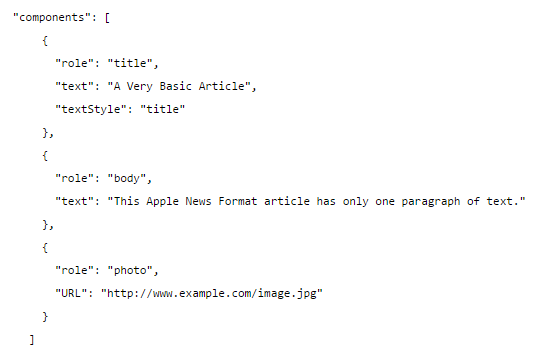 "components": [
{
"role": "title",
"text": "A Very Basic Article",
"textStyle": "title"
},
{
"role": "body",
"text": "This Apple News Format article has only one paragraph of text."
},
{
"role": "photo",
"URL": "http://www.example.com/image.jpg"
}
]